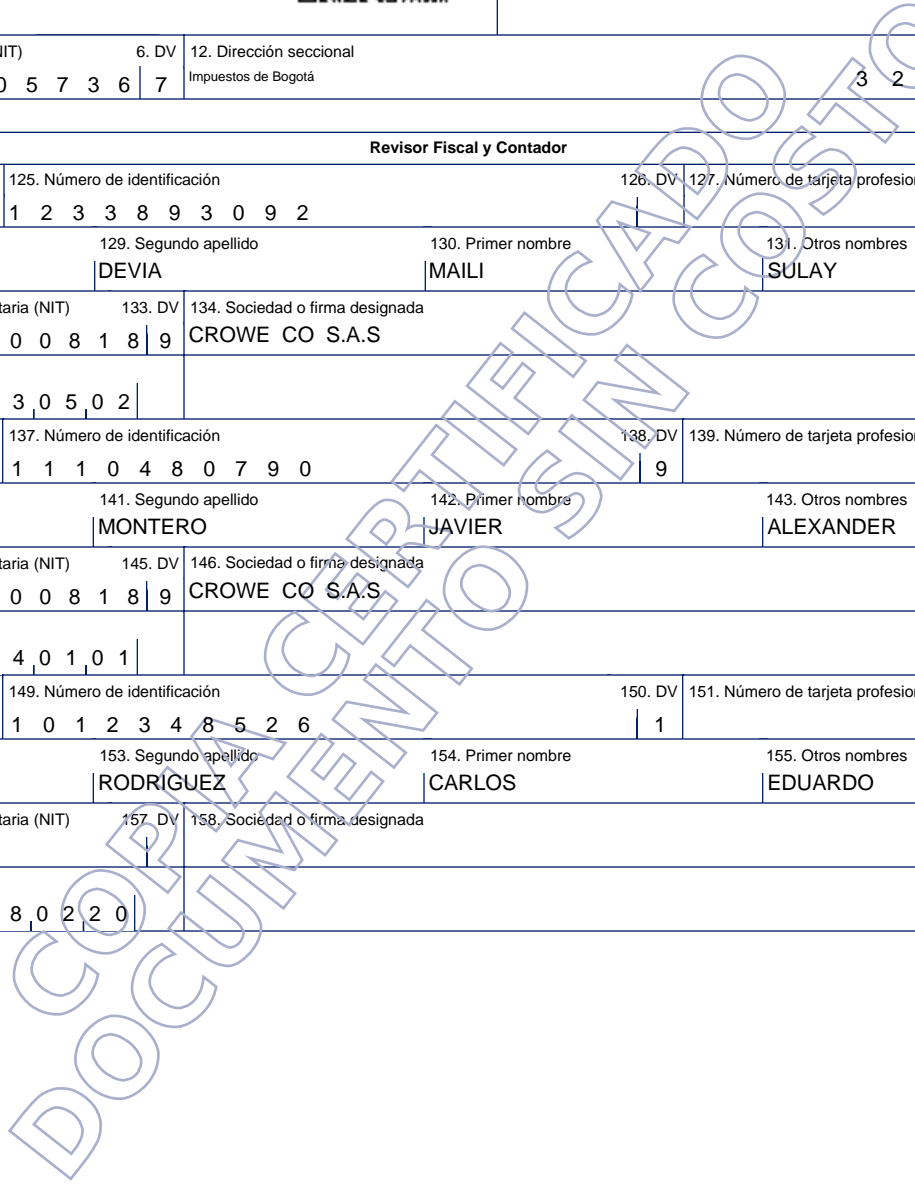 NIT) 6. DV 12. Dirección seccional
0 5 7 3 6 7 Impuestos de Bogotá 3 2
Revisor Fiscal y Contador
125. Número de identificación 126. DV 127. Número de tarjeta profesion
1 2 3 3 8 9 3 0 9 2
129. Segundo apellido 130. Primer nombre 131. Otros nombres
DEVIA MAILI SULAY
taria (NIT) 133. DV 134. Sociedad o firma designada
0 0 8 1 8 9 CROWE CO S.A.S
3 0 5 0 2
137. Número de identificación 138. DV 139. Número de tarjeta profesion
1 1 1 0 4 8 0 7 9 0 9
141. Segundo apellido 142. Primer nombre 143. Otros nombres
MONTERO JAVIER ALEXANDER
taria (NIT) 145. DV 146. Sociedad o firma designada
0 0 8 1 8 9 CROWE CO S.A.S
4 0 1 0 1
149. Número de identificación 150. DV 151. Número de tarjeta profesion
1 0 1 2 3 4 8 5 2 6 1
153. Segundo apellido 154. Primer nombre 155. Otros nombres
RODRIGUEZ CARLOS EDUARDO
taria (NIT) 157. DV 158. Sociedad o firma designada
8 0 2 2 0
COPIA CERTIFICADO
DOCUMENTO SIN COSTO